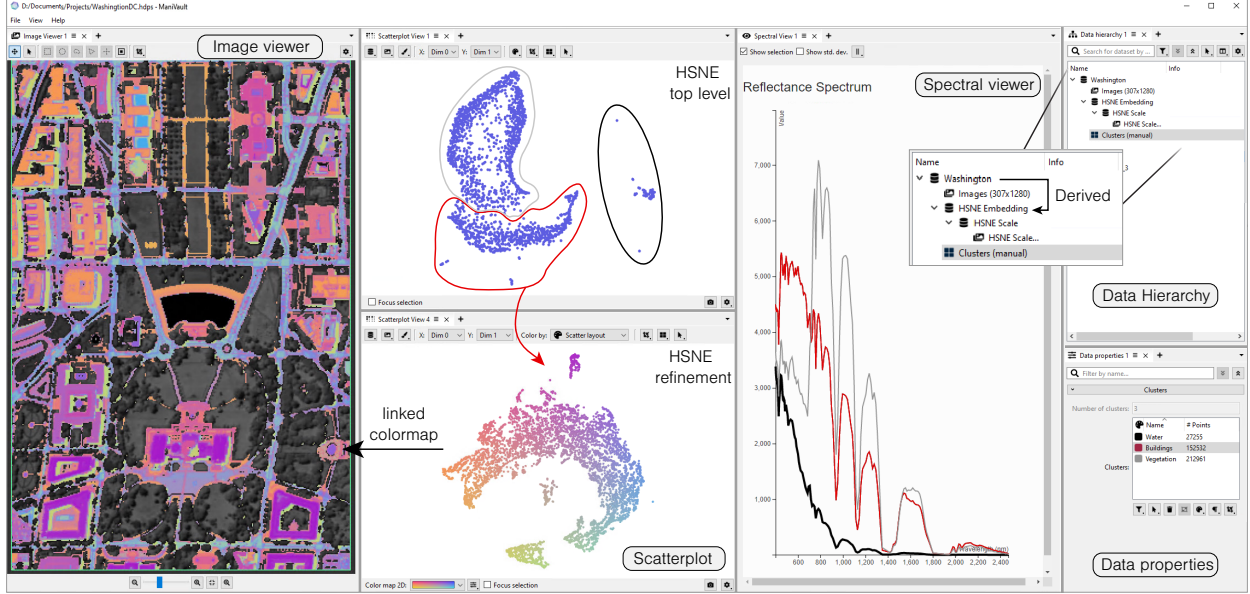 D:/Documents/Projects/WashingtionDC.hdps - ManiVault
File View Help
Image Viewer 1
Image viewer
linked
colormap
Scatterplot View 1
X: Dim 0 Y: Dim 1
HSNE
top level
Focus selection
Scatterplot View 4
X: Dim 0 Y: Dim 1 Color by: Scatter layout
HSNE
refinement
Scatterplot
Color map 2D: Focus selection
Spectral View 1
Show selection Show std. dev.
Reflectance Spectrum
Spectral viewer
Value
7,000
6,000
5,000
4,000
3,000
2,000
1,000
Wavelength (nm)
600 800 1,000 1,200 1,400 1,600 1,800 2,000 2,200 2,400
Data hierarchy 1
Search for dataset by ...
Name Info
Washington
Images (307x1280)
HSNE Embedding
HSNE Scale
HSNE Scale...
Clusters (manual)
_3
Name Info
Washington
Images (307x1280)
HSNE Embedding
HSNE Scale
HSNE Scale...
Clusters (manual)
Derived
Data Hierarchy
Data properties 1
Filter by name...
Clusters
Number of clusters: 3
Name # Points
Water 27255
Buildings 152532
Vegetation 212961
Clusters:
Data properties